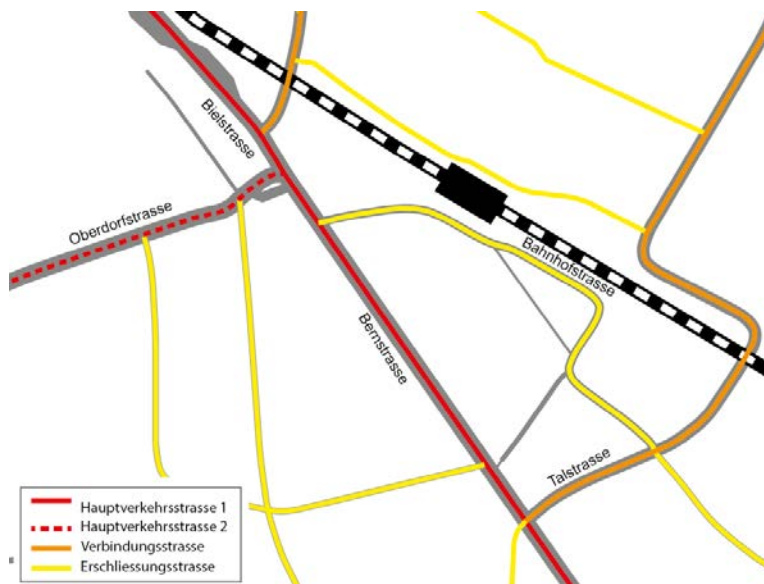 Bielstrasse
Oberdorfstrasse
Bahnhofstrasse
Bernstrasse
Talstrasse
Hauptverkehrsstrasse 1
Hauptverkehrsstrasse 2
Verbindungsstrasse
Erschliessungsstrasse